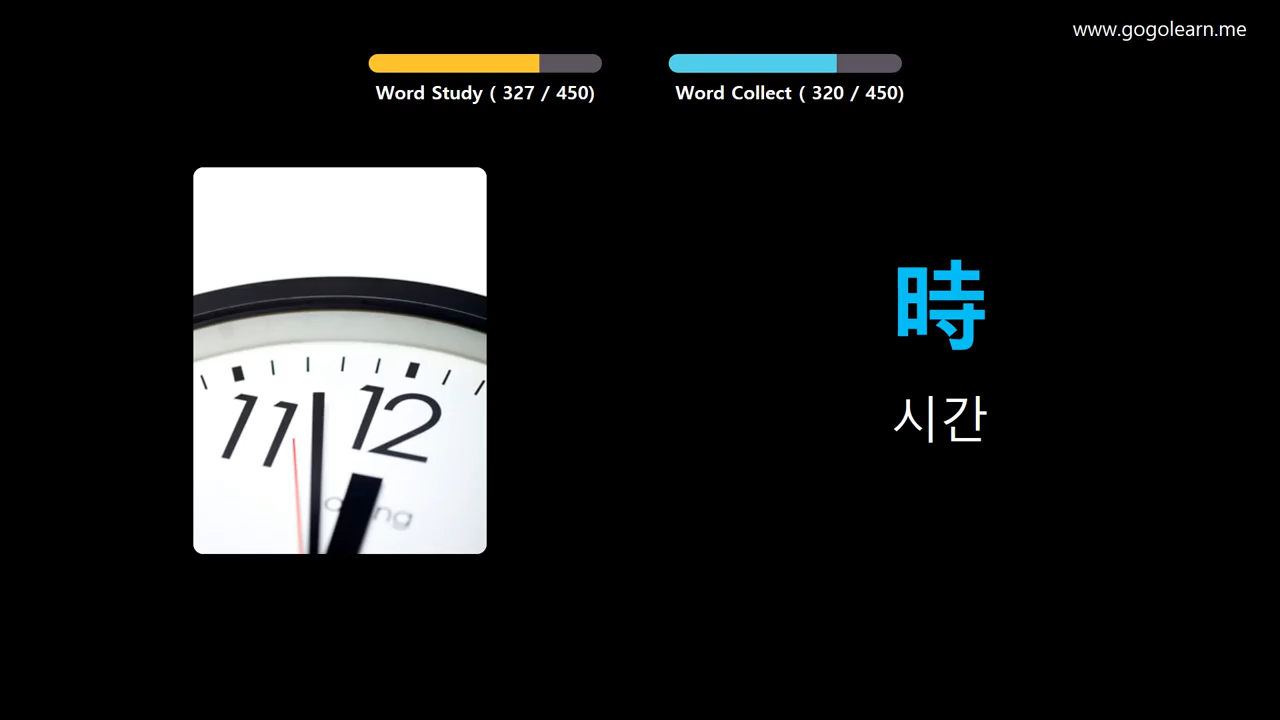 www.gogolearn.me
Word Study ( 327 / 450)
Word Collect ( 320 / 450)
11
12
時
시간